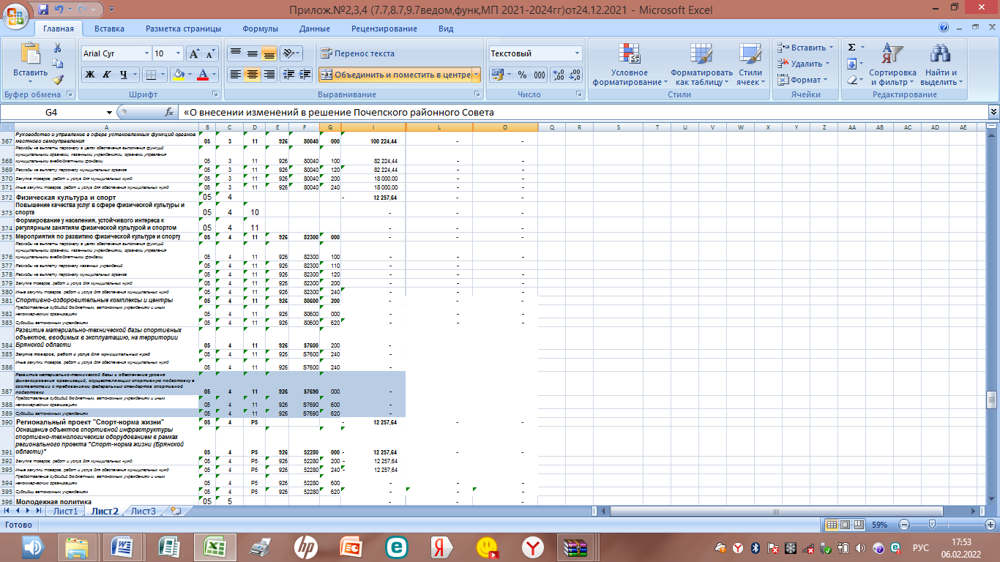 Прилож.№2,3,4 (7.7,8.7,9.7ведом,функ,МП 2021-2024гг)от24.12.2021 - Microsoft Excel
Главная Вставка Разметка страницы Формулы Данные Рецензирование Вид
Вставить
Arial Cyr 10
Ж К Ч
Перенос текста
Объединить и поместить в центре
Текстовый
% 000
Условное форматирование
Форматировать как таблицу
Стили ячеек
Вставить
Удалить
Формат
Σ
Сортировка и фильтр
Найти и выделить
Буфер обмена Шрифт Выравнивание Число Стили Ячейки Редактирование
G4 fx «О внесении изменений в решение Почепского районного Совета
A B C D E F G I L O Q R S T U V W X Y Z AA AB AC AD AE
367 Руководство и управление в сфере установленных функций органов местного самоуправления 05 3 11 926 80040 000 100 224,44 - -
368 Расходы на выплаты персоналу в целях обеспечения выполнения функций муниципальными органами, казенными учреждениями, органами управления муниципальными внебюджетными фондами 05 3 11 926 80040 100 82 224,44 - -
369 Расходы на выплаты персоналу муниципальных органов 05 3 11 926 80040 120 82 224,44 - -
370 Закупка товаров, работ и услуг для муниципальных нужд 05 3 11 926 80040 200 18 000,00 - -
371 Иные закупки товаров, работ и услуг для обеспечения муниципальных нужд 05 3 11 926 80040 240 18 000,00 - -
372 Физическая культура и спорт 05 4 - 12 257,64 - -
373 Повышение качества услуг в сфере физической культуры и спорта 05 4 10 - - -
374 Формирование у населения, устойчивого интереса к регулярным занятиям физической культурой и спортом 05 4 11 - - -
375 Мероприятия по развитию физической культуре и спорту 05 4 11 926 82300 000 - - -
376 Расходы на выплаты персоналу в целях обеспечения выполнения функций муниципальными органами, казенными учреждениями, органами управления муниципальными внебюджетными фондами 05 4 11 926 82300 100 - - -
377 Расходы на выплату персоналу казенных учреждений 05 4 11 926 82300 110 - - -
378 Расходы на выплату персоналу муниципальных органов 05 4 11 926 82300 120 - - -
379 Закупка товаров, работ и услуг для муниципальных нужд 05 4 11 926 82300 200 - - -
380 Иные закупки товаров, работ и услуг для обеспечения муниципальных нужд 05 4 11 926 82300 240 - - -
381 Спортивно-оздоровительные комплексы и центры 05 4 11 926 80600 200 - - -
382 Предоставление субсидий бюджетным, автономным учреждениям и иным некоммерческим организациям 05 4 11 926 80600 000 - - -
383 Субсидии автономным учреждениям 05 4 11 926 80600 620 - - -
384 Развитие материально-технической базы спортивных объектов, вводимых в эксплуатацию, на территории Брянской области 05 4 11 926 S7600 200 -
385 Закупка товаров, работ и услуг для муниципальных нужд 05 4 11 926 S7600 240 -
386 Иные закупки товаров, работ и услуг для обеспечения муниципальных нужд 05 4 11 926 S7600 240 -
387 Развитие материально-технической базы и обеспечение уровня финансирования организаций, осуществляющих спортивную подготовку в соответствии с требованиями федеральных стандартов спортивной подготовки 05 4 11 926 S7690 000 -
388 Предоставление субсидий бюджетным, автономным учреждениям и иным некоммерческим организациям 05 4 11 926 S7690 600 -
389 Субсидии автономным учреждениям 05 4 11 926 S7690 620 -
390 Региональный проект "Спорт-норма жизни" 05 4 P5 - 12 257,64 - -
391 Оснащение объектов спортивной инфраструктуры спортивно-технологическим оборудованием в рамках регионального проекта "Спорт-норма жизни (Брянской области)" 05 4 P5 926 52280 000 - 12 257,64 - -
392 Закупка товаров, работ и услуг для муниципальных нужд 05 4 P5 926 52280 200 - 12 257,64 - -
393 Иные закупки товаров, работ и услуг для обеспечения муниципальных нужд 05 4 P5 926 52280 240 - 12 257,64 - -
394 Предоставление субсидий бюджетным, автономным учреждениям и иным некоммерческим организациям 05 4 P5 926 52280 600 - - -
395 Субсидии автономным учреждениям 05 4 P5 926 52280 620 - - -
396 Молодежная политика 05 5 - - -
Лист1 Лист2 Лист3
Готово 59%
РУС 17:53
06.02.2022